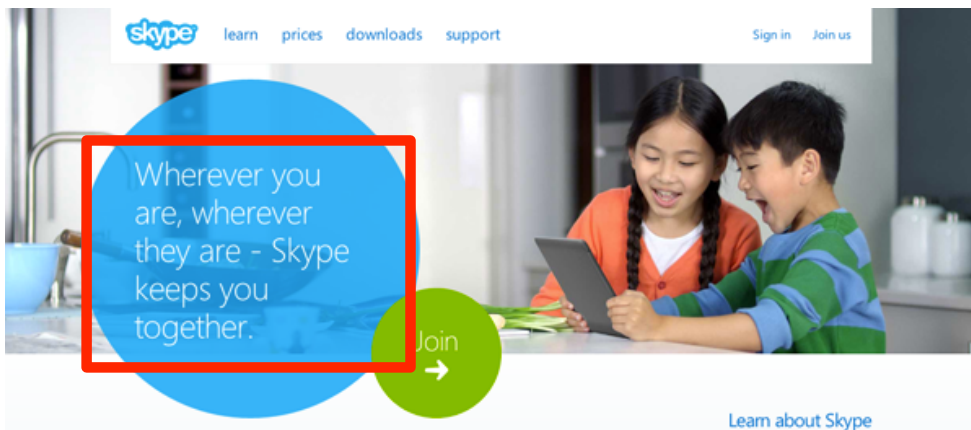 skype learn prices downloads support Sign in Join us
Wherever you
are, wherever
they are - Skype
keeps you
together.
Join
Learn about Skype